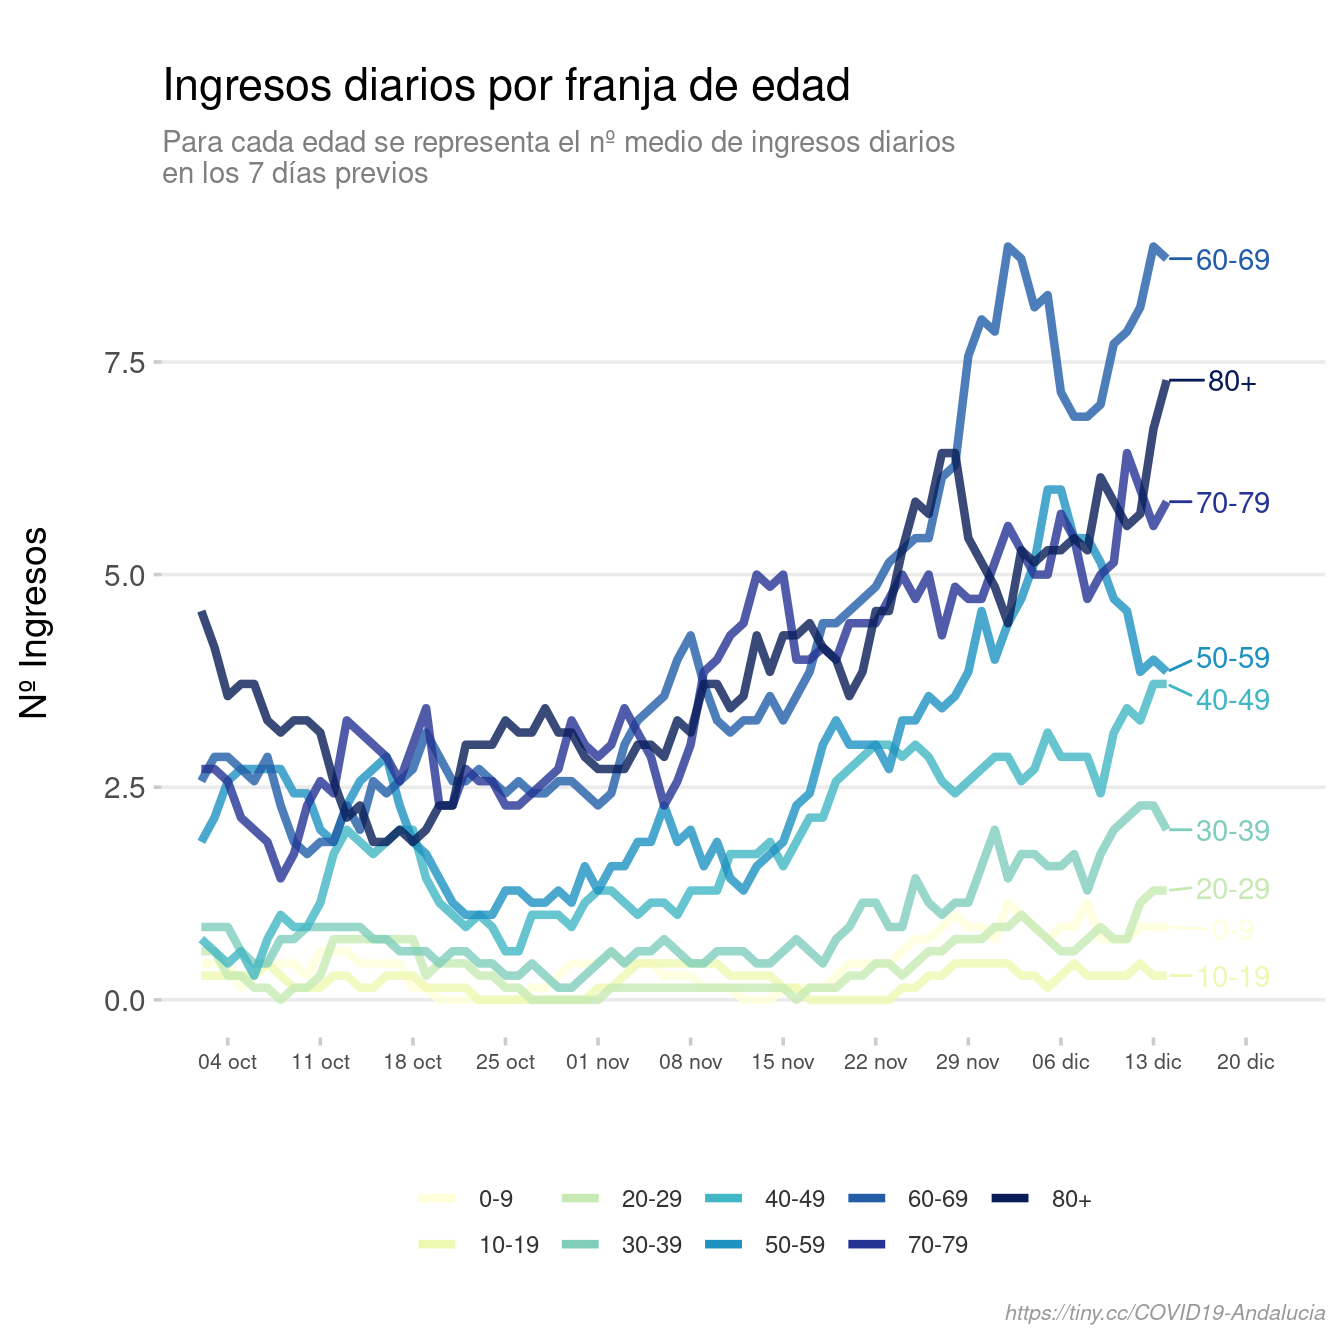 Ingresos diarios por franja de edad
Para cada edad se representa el nº medio de ingresos diarios
en los 7 días previos
Nº Ingresos
7.5
5.0
2.5
0.0
60-69
80+
70-79
50-59
40-49
30-39
20-29
0-9
10-19
04 oct 11 oct 18 oct 25 oct 01 nov 08 nov 15 nov 22 nov 29 nov 06 dic 13 dic 20 dic
0-9 20-29 40-49 60-69 80+
10-19 30-39 50-59 70-79
https://tiny.cc/COVID19-Andalucia